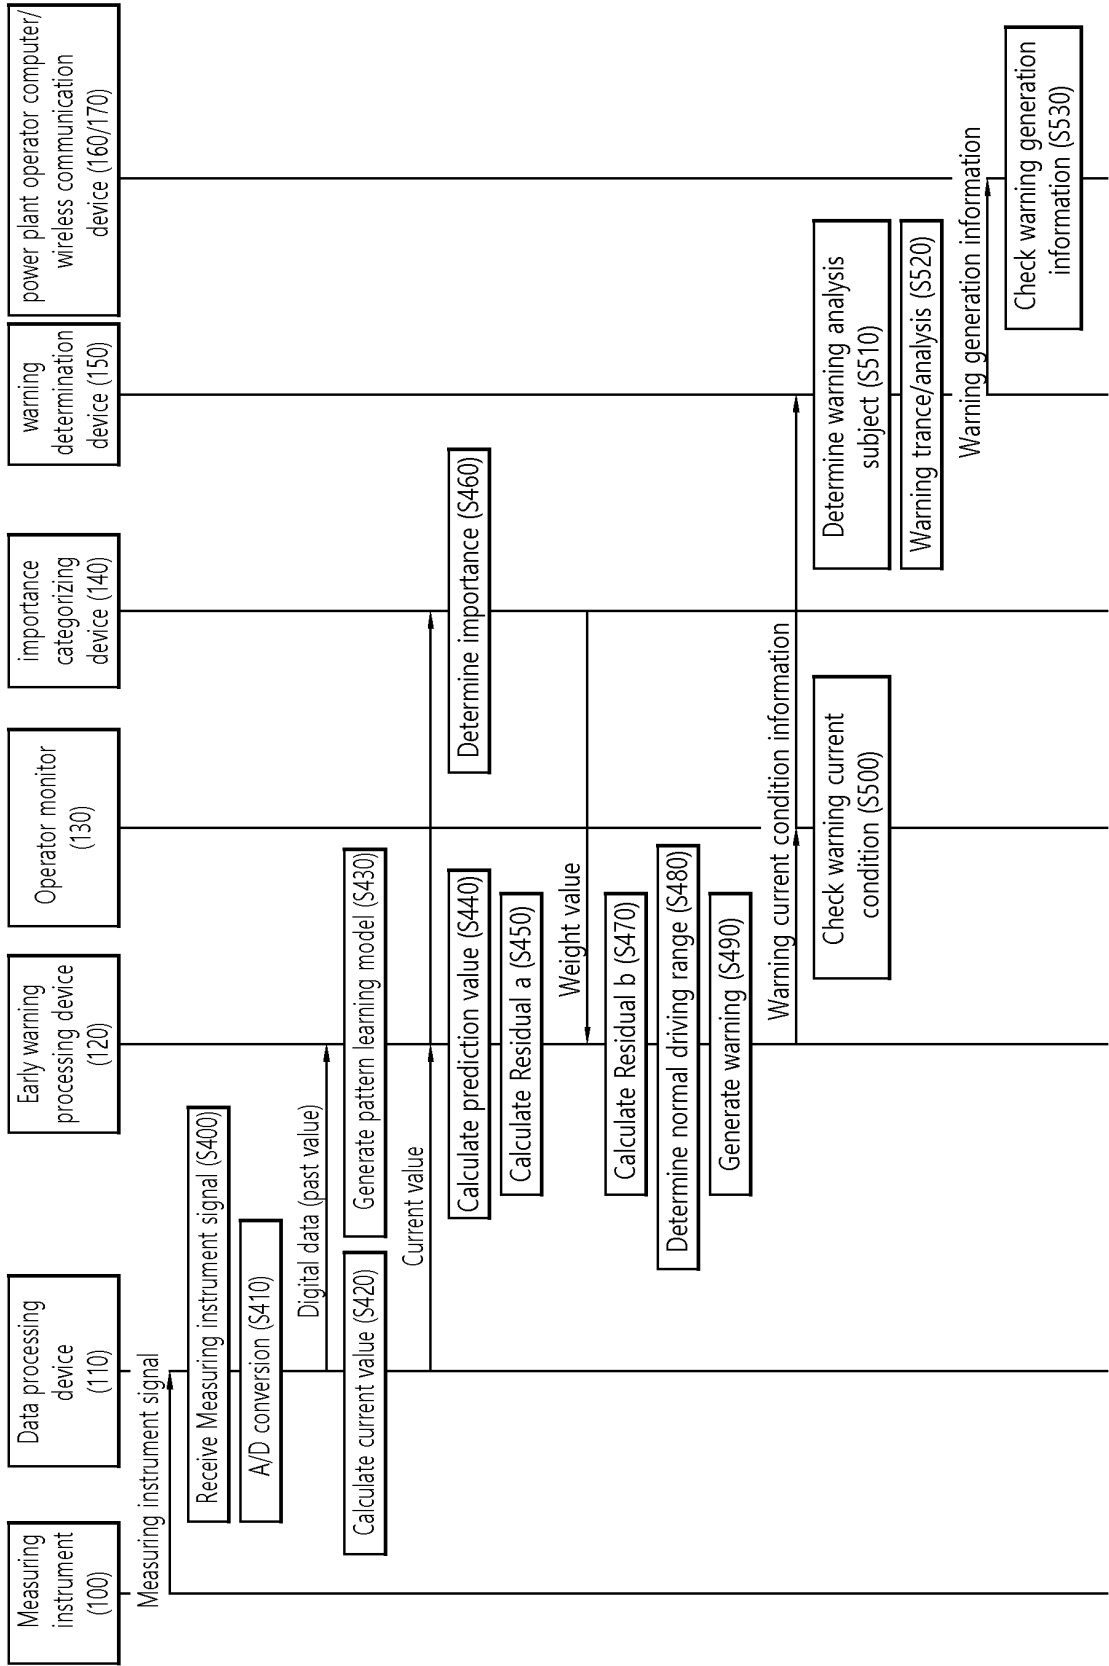 Measuring
instrument
(100)
Data processing
device
(110)
Early warning
processing device
(120)
Operator monitor
(130)
importance
categorizing
device (140)
warning
determination
device (150)
power plant operator computer/
wireless communication
device (160/170)
Measuring instrument signal
Receive Measuring instrument signal (S400)
A/D conversion (S410)
Digital data (past value)
Calculate current value (S420)
Generate pattern learning model (S430)
Current value
Calculate prediction value (S440)
Determine importance (S460)
Calculate Residual a (S450)
Weight value
Calculate Residual b (S470)
Determine normal driving range (S480)
Generate warning (S490)
Warning current condition information
Check warning current
condition (S500)
Determine warning analysis
subject (S510)
Warning trance/analysis (S520)
Warning generation information
Check warning generation
information (S530)